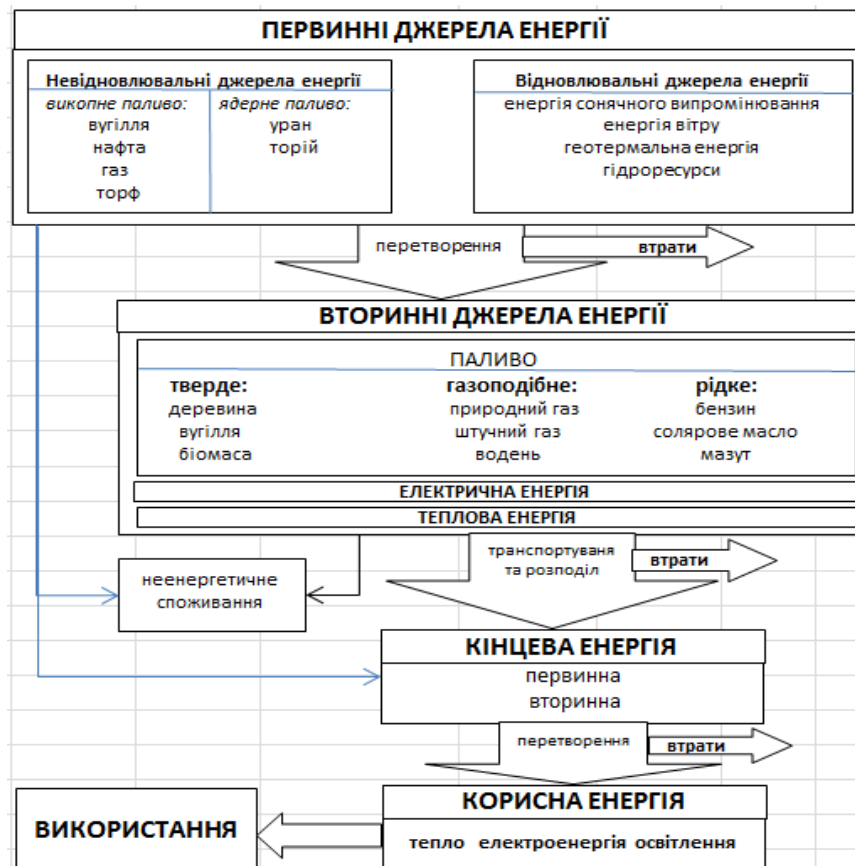 ПЕРВИННІ ДЖЕРЕЛА ЕНЕРГІЇ
Невідновлювальні джерела енергії
викопне паливо:
вугілля
нафта
газ
торф
ядерне паливо:
уран
торій
Відновлювальні джерела енергії
енергія сонячного випромінювання
енергія вітру
геотермальна енергія
гідроресурси
перетворення
втрати
ВТОРИННІ ДЖЕРЕЛА ЕНЕРГІЇ
ПАЛИВО
тверде:
деревина
вугілля
біомаса
газоподібне:
природний газ
штучний газ
водень
рідке:
бензин
солярове масло
мазут
ЕЛЕКТРИЧНА ЕНЕРГІЯ
ТЕПЛОВА ЕНЕРГІЯ
неенергетичне
споживання
транспортуваня
та розподіл
втрати
КІНЦЕВА ЕНЕРГІЯ
первинна
вторинна
перетворення
втрати
КОРИСНА ЕНЕРГІЯ
тепло електроенергія освітлення
ВИКОРИСТАННЯ